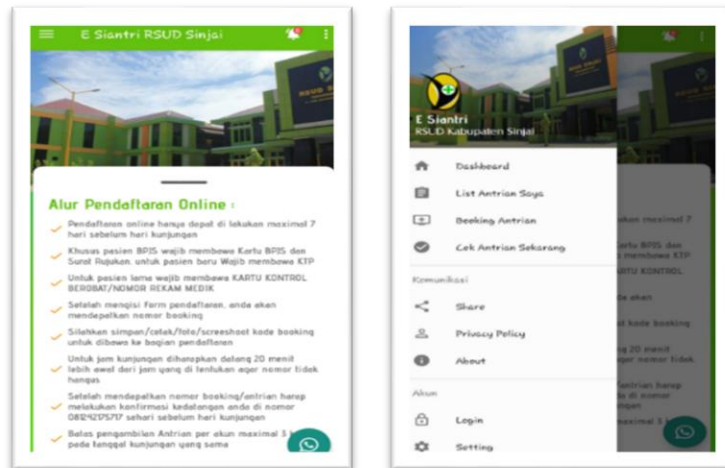 E Siantri RSUD Sinjai
Alur Pendaftaran Online :
Pendaftaran online hanya dapat di lakukan maximal 7
hari sebelum hari kunjungan
Khusus pasien BPJS wajib membawa Kartu BPJS dan
Surat Rujukan, untuk pasien baru Wajib membawa KTP
Untuk pasien lama wajib membawa KARTU KONTROL
BEROBAT/NOMOR REKAM MEDIK
Setelah mengisi Form pendaftaran, anda akan
mendapatkan nomor booking
Silahkan simpan/catak/foto/screeshoot kode booking
untuk dibawa ke bagian pendaftaran
Untuk jam kunjungan diharapkan datang 20 menit
lebih awal dari jam yang di tentukan agar nomor tidak
hangus
Setelah mendapatkan nomor booking/antrian harap
melakukan konfirmasi kedatangan anda di nomor
sehari sebelum hari kunjungan
Batas pengambilan Antrian per akun maximal 3
pada tanggal kunjungan yang sama
E Siantri
RSUD Kabupaten Sinjai
Dashboard
List Antrian Saya
Booking Antrian
Cek Antrian Sekarang
Komunikasi
Share
Privacy Policy
About
Akun
Login
Setting